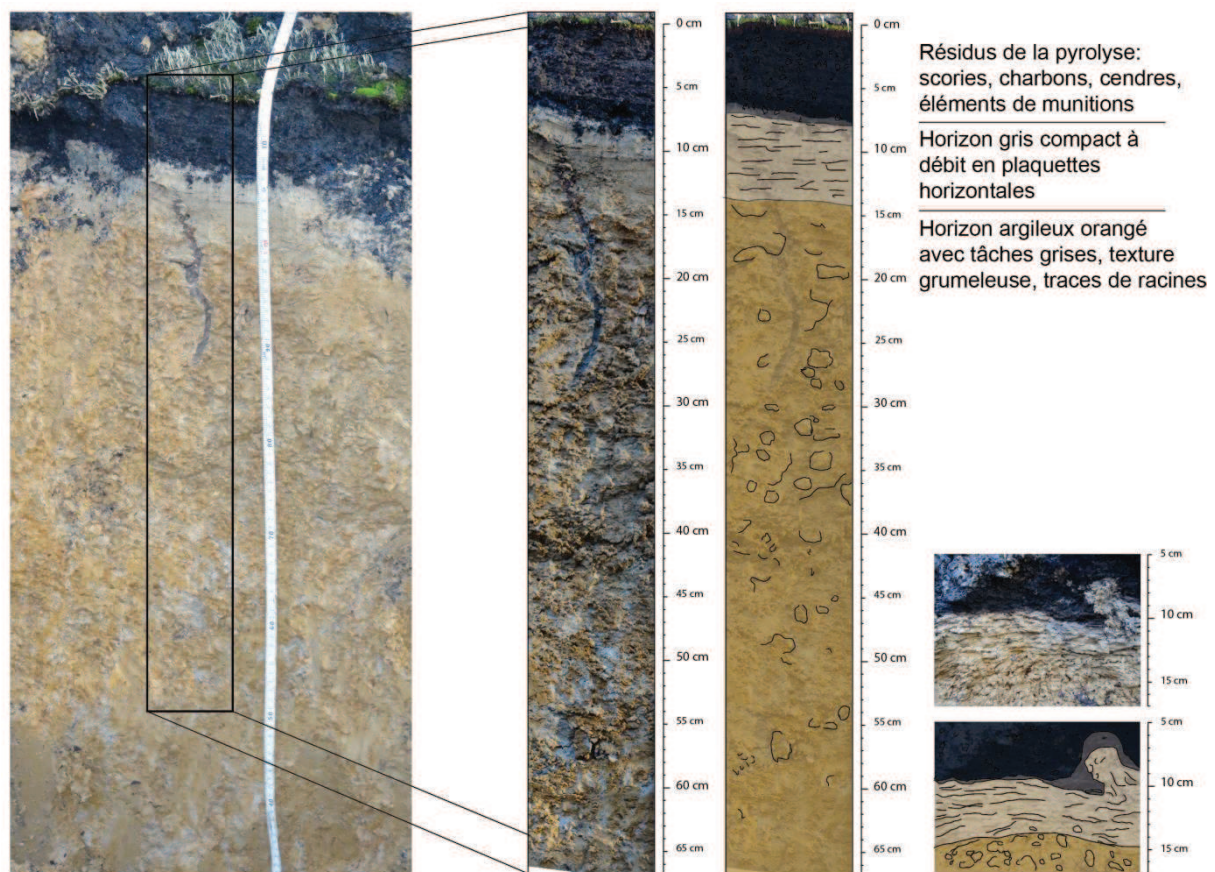 0 cm
5 cm
10 cm
15 cm
20 cm
25 cm
30 cm
35 cm
40 cm
45 cm
50 cm
55 cm
60 cm
65 cm
0 cm
5 cm
10 cm
15 cm
20 cm
25 cm
30 cm
35 cm
40 cm
45 cm
50 cm
55 cm
60 cm
65 cm
Résidus de la pyrolyse:
scories, charbons, cendres,
éléments de munitions
Horizon gris compact à
débit en plaquettes
horizontales
Horizon argileux orangé
avec tâches grises, texture
grumeleuse, traces de racines
5 cm
10 cm
15 cm
5 cm
10 cm
15 cm